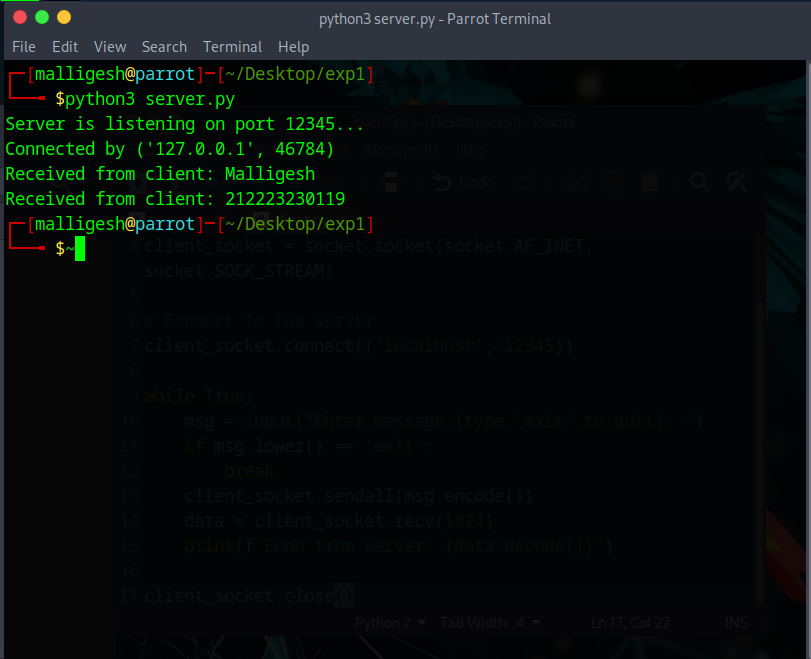 python3 server.py - Parrot Terminal
File Edit View Search Terminal Help
┌─[malligesh@parrot]─[~/Desktop/exp1]
└──╼ $python3 server.py
Server is listening on port 12345...
Connected by ('127.0.0.1', 46784)
Received from client: Malligesh
Received from client: 212223230119
┌─[malligesh@parrot]─[~/Desktop/exp1]
└──╼ $~
client.py (~/Desktop/exp1) - Pluma
Documents Help
Undo
3 client_socket = socket.socket(socket.AF_INET,
socket.SOCK_STREAM)
5
6 # Connect to the server
7 client_socket.connect(('localhost', 12345))
8
9 while True:
10 msg = input("Enter message (type 'exit' to quit): ")
11 if msg.lower() == 'exit':
12 break
13 client_socket.sendall(msg.encode())
14 data = client_socket.recv(1024)
15 print(f"Echo from server: {data.decode()}")
16
17 client_socket.close()
Python 2 Tab Width: 4 Ln 17, Col 22 INS